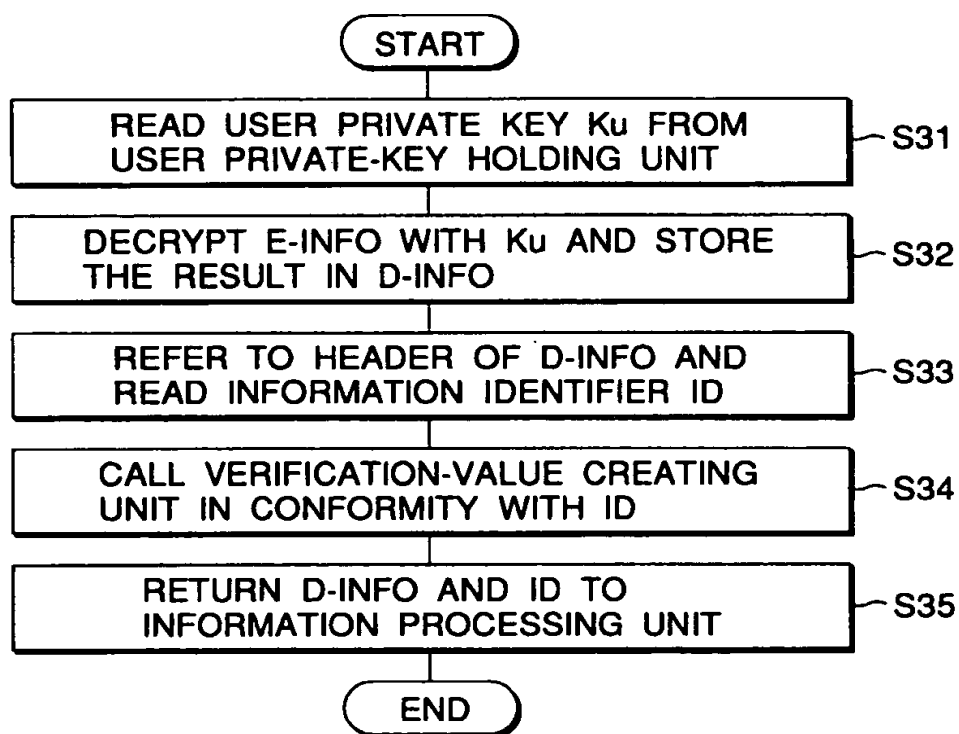 START
READ USER PRIVATE KEY Ku FROM
USER PRIVATE-KEY HOLDING UNIT
S31
DECRYPT E-INFO WITH Ku AND STORE
THE RESULT IN D-INFO
S32
REFER TO HEADER OF D-INFO AND
READ INFORMATION IDENTIFIER ID
S33
CALL VERIFICATION-VALUE CREATING
UNIT IN CONFORMITY WITH ID
S34
RETURN D-INFO AND ID TO
INFORMATION PROCESSING UNIT
S35
END